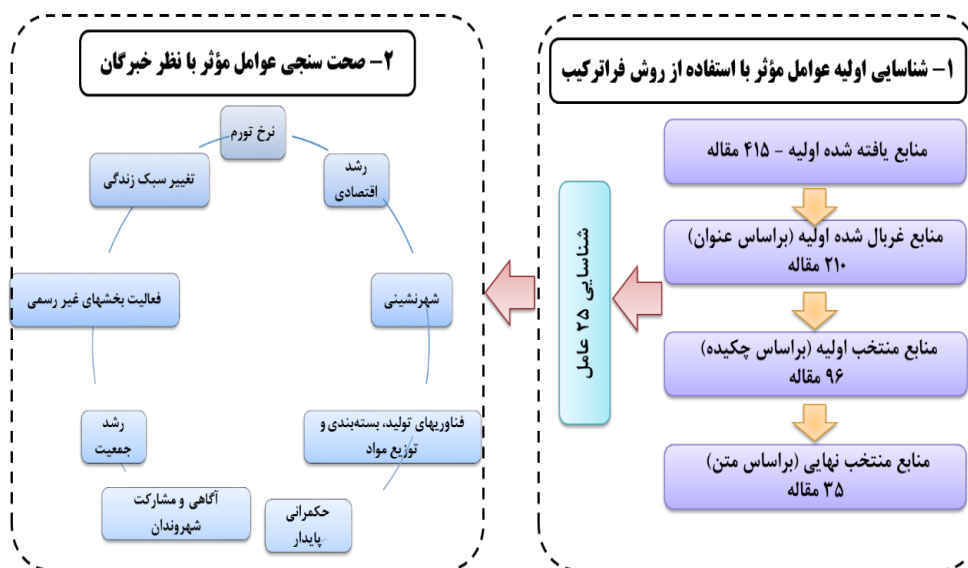 ۱- شناسایی اولیه عوامل مؤثر با استفاده از روش فراترکیب
منابع یافته شده اولیه - ۴۱۵ مقاله
منابع غربال شده اولیه (براساس عنوان)
۲۱۰ مقاله
منابع منتخب اولیه (براساس چکیده)
۹۶ مقاله
منابع منتخب نهایی (براساس متن)
۳۵ مقاله
شناسایی ۲۵ عامل
۲- صحت سنجی عوامل مؤثر با نظر خبرگان
نرخ تورم
رشد
اقتصادی
شهرنشینی
فناوریهای تولید، بسته‌بندی و
توزیع مواد
حکمرانی
پایدار
آگاهی و مشارکت
شهروندان
رشد
جمعیت
فعالیت بخشهای غیر رسمی
تغییر سبک زندگی